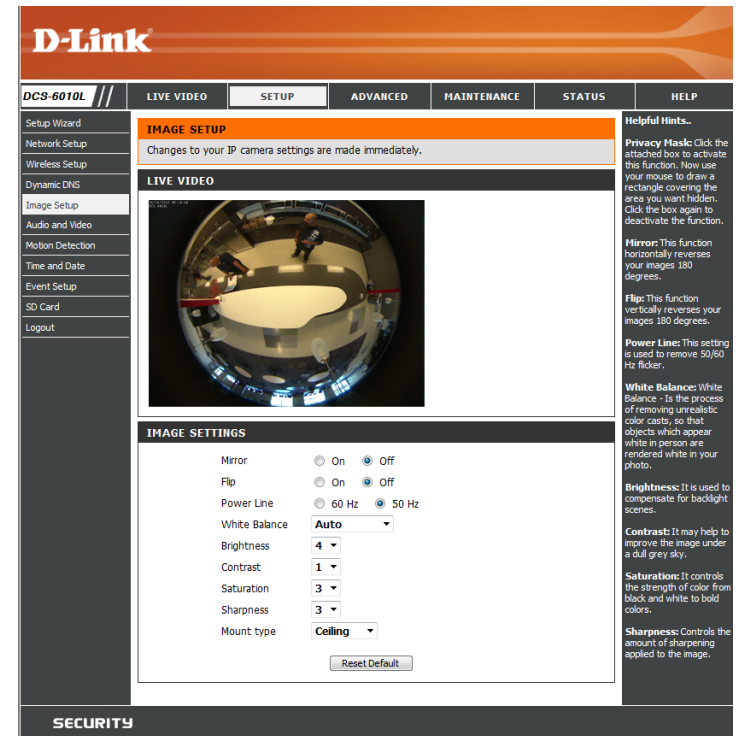 D-Link
DCS-6010L
LIVE VIDEO
SETUP
ADVANCED
MAINTENANCE
STATUS
HELP
Setup Wizard
Network Setup
Wireless Setup
Dynamic DNS
Image Setup
Audio and Video
Motion Detection
Time and Date
Event Setup
SD Card
Logout
IMAGE SETUP
Changes to your IP camera settings are made immediately.
LIVE VIDEO
IMAGE SETTINGS
Mirror On Off
Flip On Off
Power Line 60 Hz 50 Hz
White Balance Auto
Brightness 4
Contrast 1
Saturation 3
Sharpness 3
Mount type Ceiling
Reset Default
Helpful Hints..
Privacy Mask: Click the
attached box to activate
this function. Now use
your mouse to draw a
rectangle covering the
area you want hidden.
Click the box again to
deactivate the function.
Mirror: This function
horizontally reverses
your images 180
degrees.
Flip: This function
vertically reverses your
images 180 degrees.
Power Line: This setting
is used to remove 50/60
Hz flicker.
White Balance: White
Balance - Is the process
of removing unrealistic
color casts, so that
objects which appear
white in person are
rendered white in your
photo.
Brightness: It is used to
compensate for backlight
scenes.
Contrast: It may help to
improve the image under
a dull grey sky.
Saturation: It controls
the strength of color from
black and white to bold
colors.
Sharpness: Controls the
amount of sharpening
applied to the image.
SECURITY